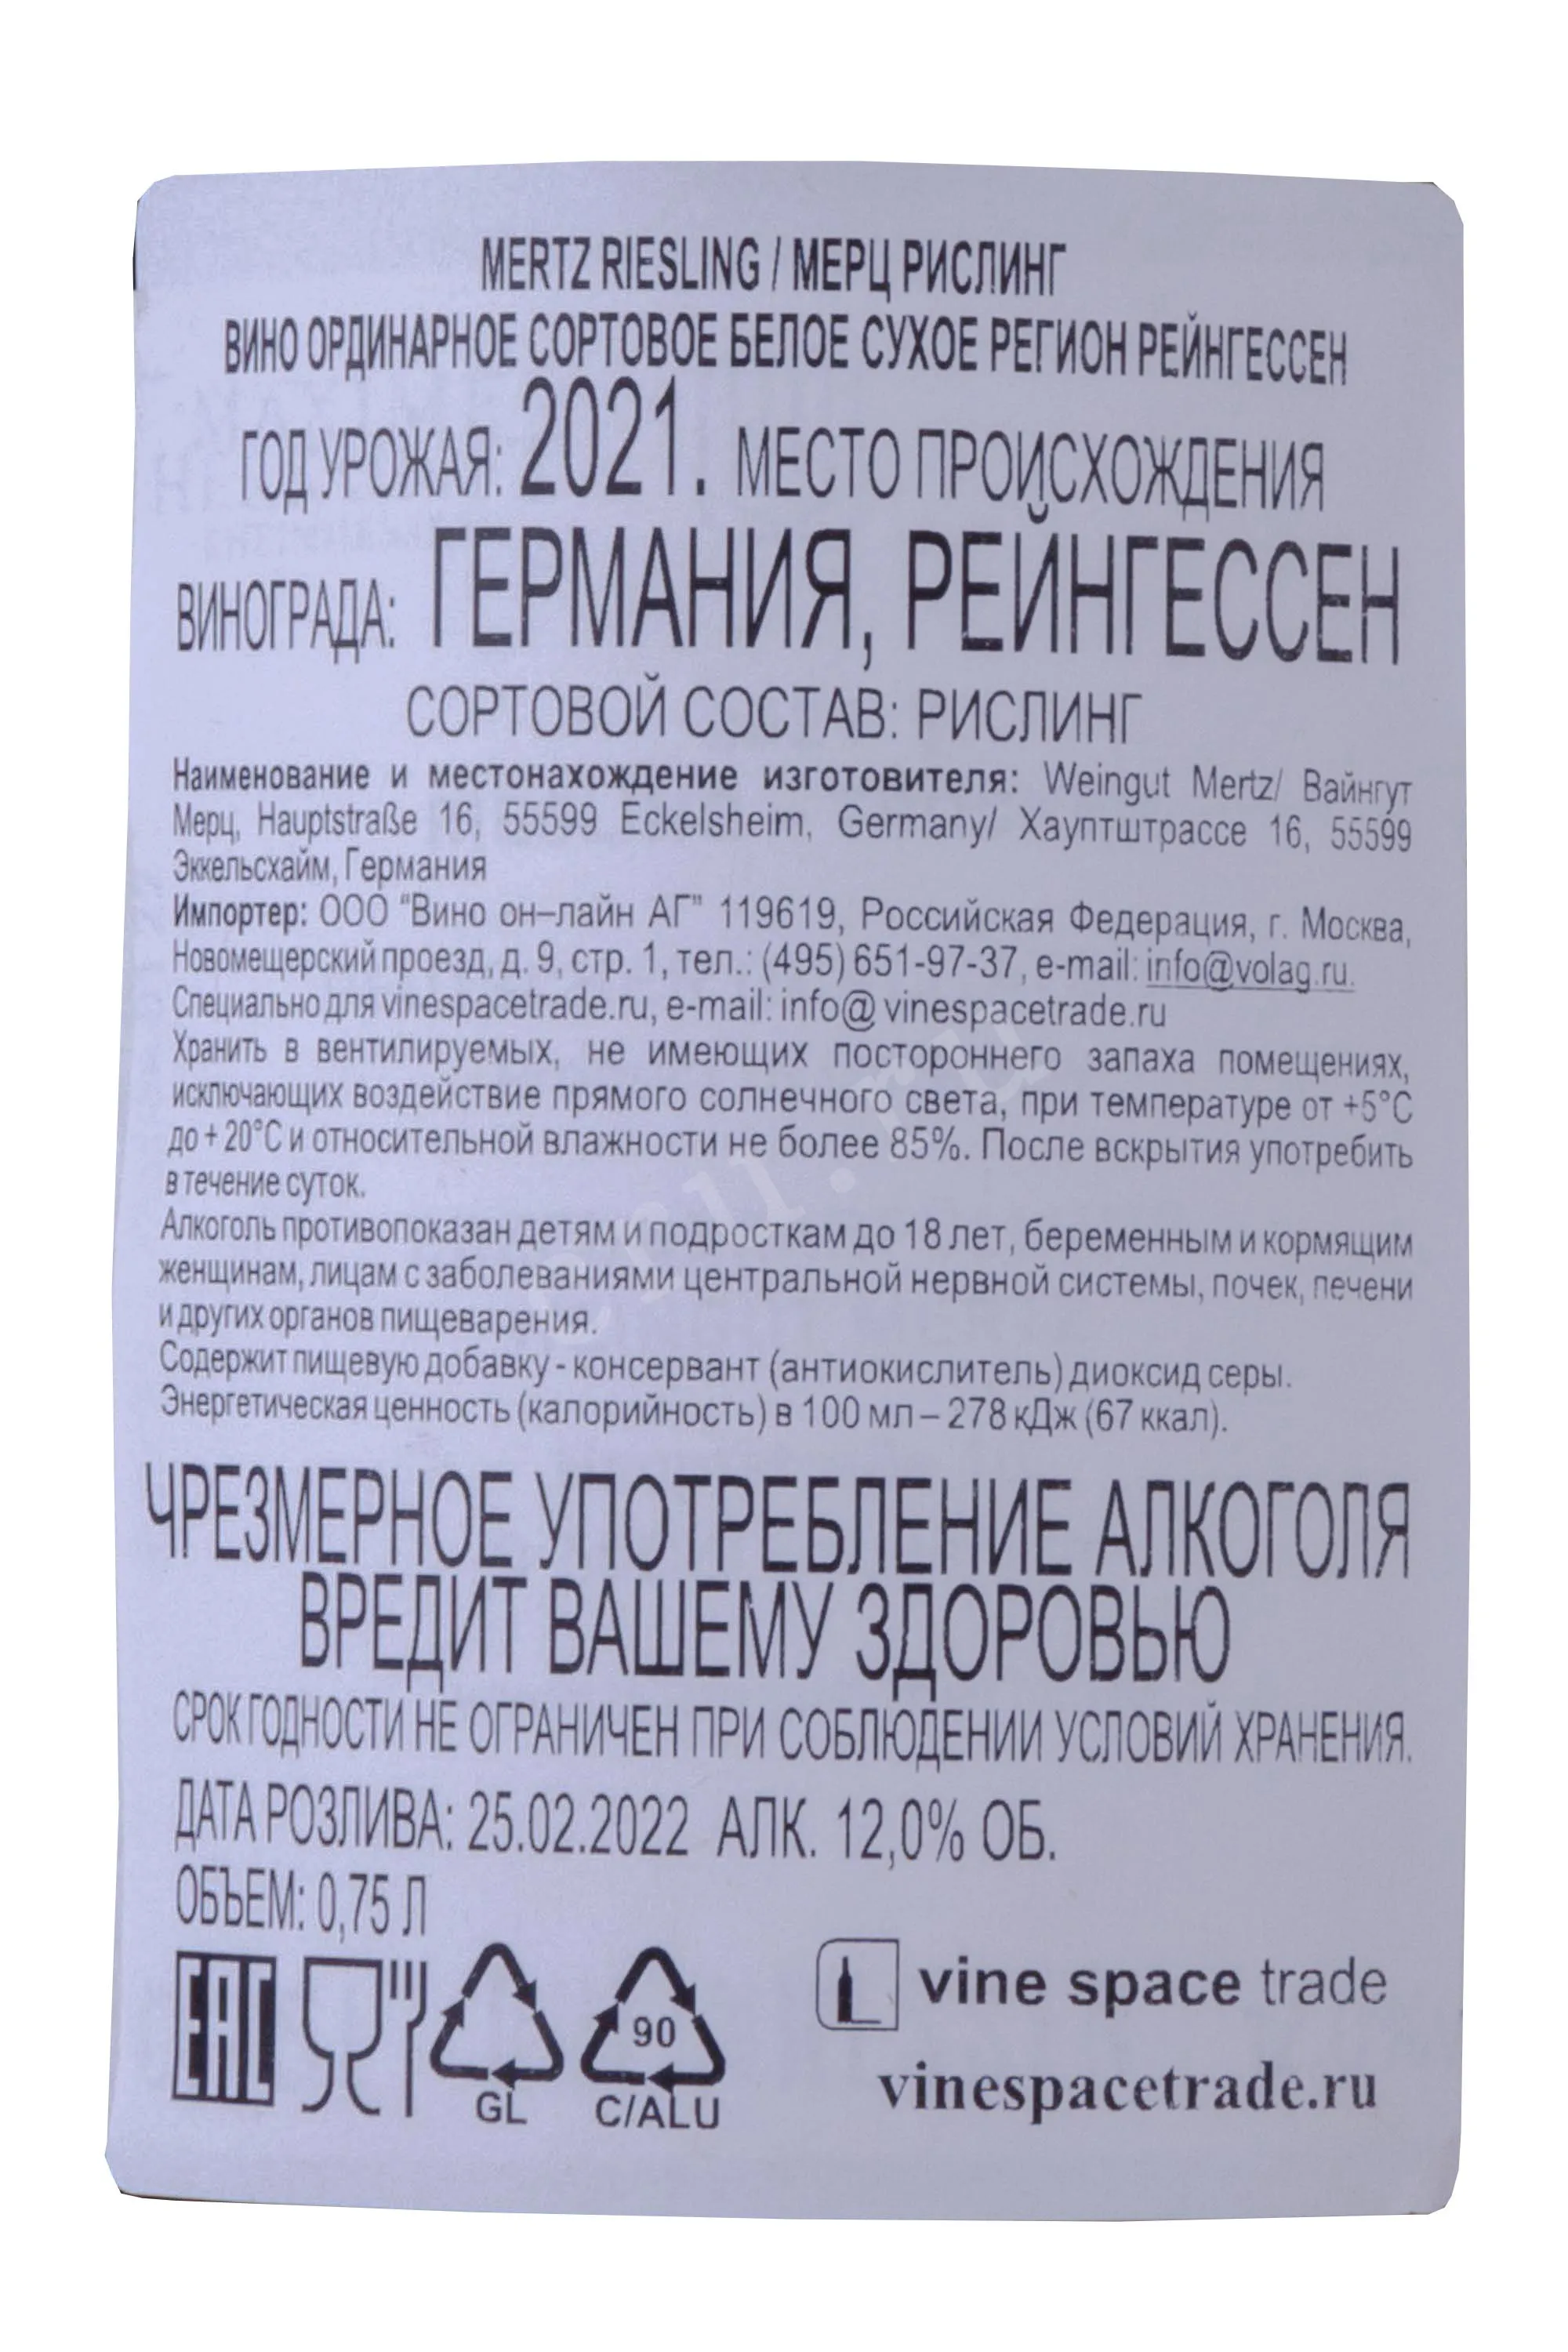 MERTZ RIESLING / МЕРЦ РИСЛИНГ
ВИНО ОРДИНАРНОЕ СОРТОВОЕ БЕЛОЕ СУХОЕ РЕГИОН РЕЙНГЕССЕН
ГОД УРОЖАЯ: 2021. МЕСТО ПРОИСХОЖДЕНИЯ
ВИНОГРАДА: ГЕРМАНИЯ, РЕЙНГЕССЕН
СОРТОВОЙ СОСТАВ: РИСЛИНГ
Наименование и местонахождение изготовителя: Weingut Mertz/ Вайнгут
Мерц, Hauptstraße 16, 55599 Eckelsheim, Germany/ Хауптштрассе 16, 55599
Эккельсхайм, Германия
Импортер: ООО "Вино он–лайн АГ" 119619, Российская Федерация, г. Москва,
Новомещерский проезд, д. 9, стр. 1, тел.: (495) 651-97-37, e-mail: info@volag.ru.
Специально для vinespacetrade.ru, e-mail: info@ vinespacetrade.ru
Хранить в вентилируемых, не имеющих постороннего запаха помещениях,
исключающих воздействие прямого солнечного света, при температуре от +5°С
до + 20°С и относительной влажности не более 85%. После вскрытия употребить
в течение суток.
Алкоголь противопоказан детям и подросткам до 18 лет, беременным и кормящим
женщинам, лицам с заболеваниями центральной нервной системы, почек, печени
и других органов пищеварения.
Содержит пищевую добавку - консервант (антиокислитель) диоксид серы.
Энергетическая ценность (калорийность) в 100 мл – 278 кДж (67 ккал).
ЧРЕЗМЕРНОЕ УПОТРЕБЛЕНИЕ АЛКОГОЛЯ
ВРЕДИТ ВАШЕМУ ЗДОРОВЬЮ
СРОК ГОДНОСТИ НЕ ОГРАНИЧЕН ПРИ СОБЛЮДЕНИИ УСЛОВИЙ ХРАНЕНИЯ.
ДАТА РОЗЛИВА: 25.02.2022 АЛК. 12,0% ОБ.
ОБЪЕМ: 0,75 Л
EAC
GL
90
C/ALU
vine space trade
vinespacetrade.ru